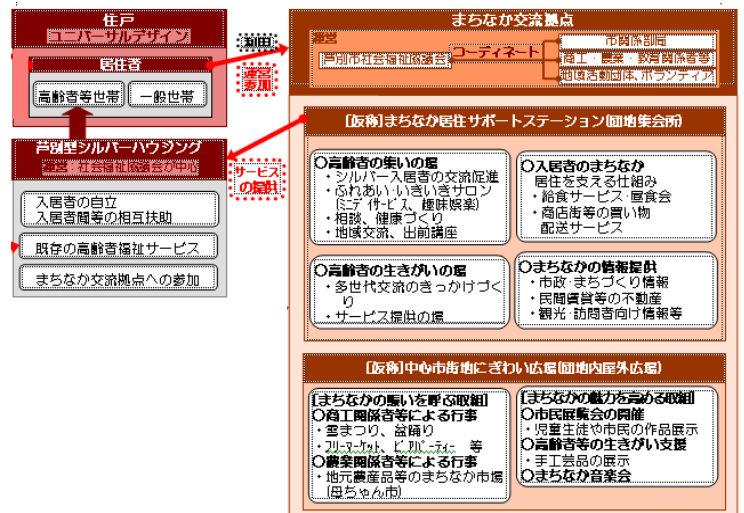 住戸
ユニバーサルデザイン
居住者
高齢者等世帯
一般世帯
芦別型シルバーハウジング
運営:社会福祉協議会が中心
入居者の自立
入居者間等の相互扶助
既存の高齢者福祉サービス
まちなか交流拠点への参加
利用
運営
参加
サービス
の提供
まちなか交流拠点
運営
芦別市社会福祉協議会
コーディネート
市関係部局
商工・農業・教育関係者等
地域活動団体、ボランティア
[仮称]まちなか居住サポートステーション(団地集会所)
○高齢者の集いの場
・シルバー入居者の交流促進
・ふれあい・いきいきサロン
(ミニデイサービス、趣味娯楽)
・相談、健康づくり
・地域交流、出前講座
○入居者のまちなか
居住を支える仕組み
・給食サービス・昼食会
・商店街等の買い物
配送サービス
○高齢者の生きがいの場
・多世代交流のきっかけづく
り
・サービス提供の場
○まちなかの情報提供
・市政・まちづくり情報
・民間賃貸等の不動産
・観光・訪問者向け情報等
[仮称]中心市街地にぎわい広場(団地内屋外広場)
[まちなかの賑いを呼ぶ取組]
○商工関係者等による行事
・雪まつり、盆踊り
・フリーマーケット、ビアパーティー 等
○農業関係者等による行事
・地元農産品等のまちなか市場
(母ちゃん市)
[まちなかの魅力を高める取組]
○市民展覧会の開催
・児童生徒や市民の作品展示
○高齢者等の生きがい支援
・手工芸品の展示
○まちなか音楽会